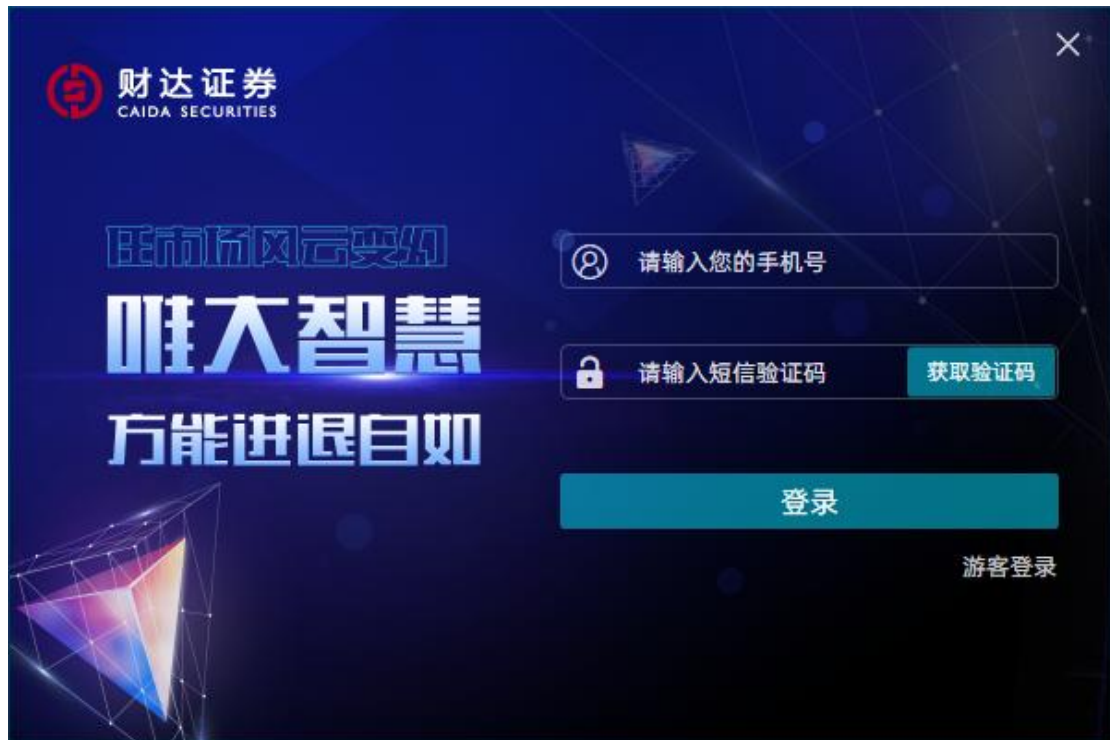 财达证券
CAIDA SECURITIES
任市场风云变幻
唯大智慧
方能进退自如
请输入您的手机号
请输入短信验证码
获取验证码
登录
游客登录